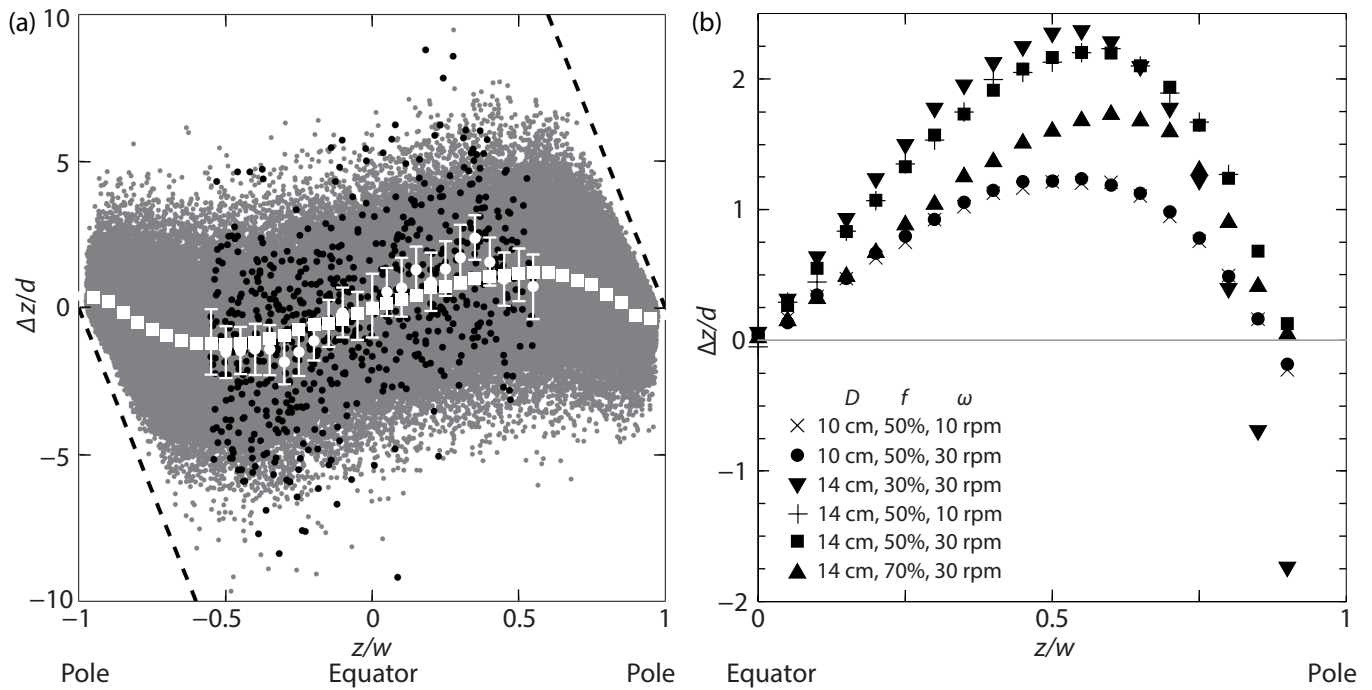 (a)
10
5
0
−5
−10
Δz/d
−1 −0.5 0 0.5 1
z/w
Pole Equator Pole
(b)
2
1
0
−1
−2
Δz/d
D f ω
10 cm, 50%, 10 rpm
10 cm, 50%, 30 rpm
14 cm, 30%, 30 rpm
14 cm, 50%, 10 rpm
14 cm, 50%, 30 rpm
14 cm, 70%, 30 rpm
0 0.5 1
z/w
Equator Pole